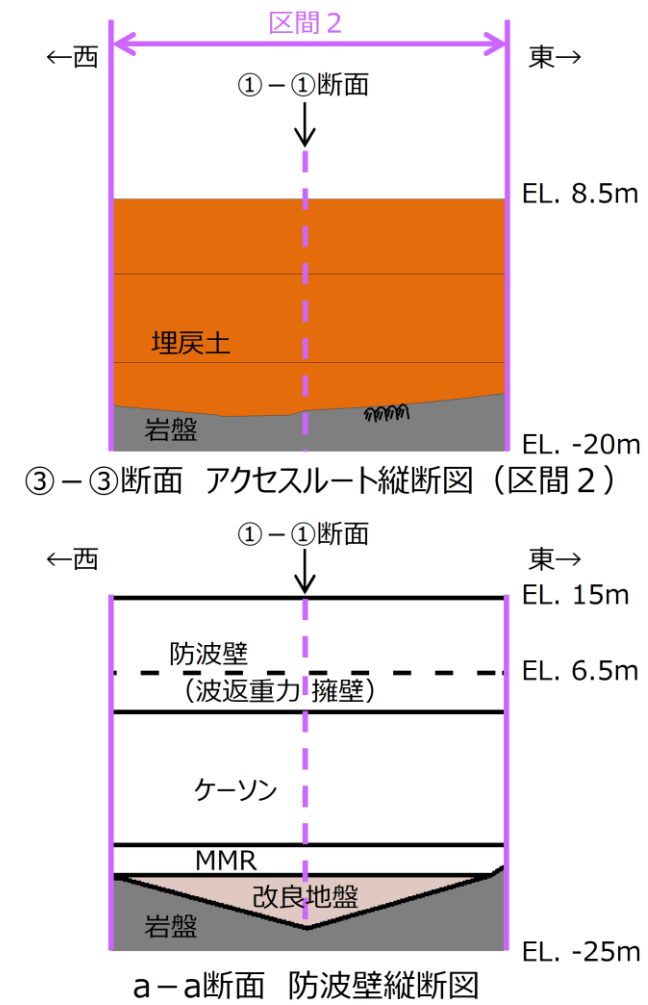 区間２
←西
東→
①－①断面
EL. 8.5m
埋戻土
岩盤
EL. -20m
③－③断面 アクセスルート縦断図（区間２）
①－①断面
←西
東→
EL. 15m
防波壁
EL. 6.5m
（波返重力 擁壁）
ケーソン
MMR
改良地盤
岩盤
EL. -25m
a－a断面 防波壁縦断図